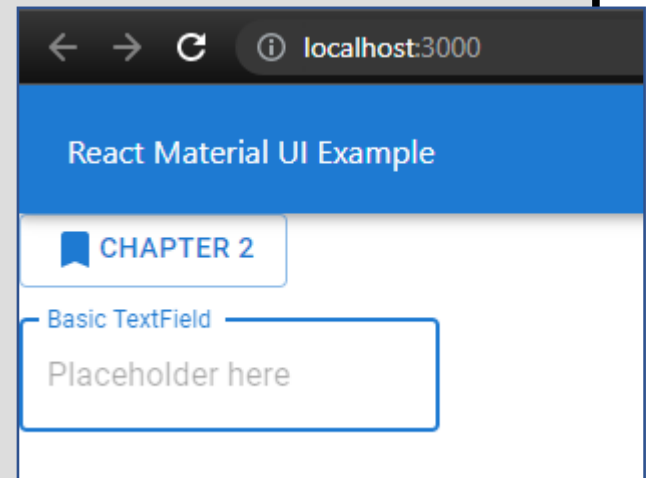 localhost:3000
React Material UI Example
CHAPTER 2
Basic TextField
Placeholder here